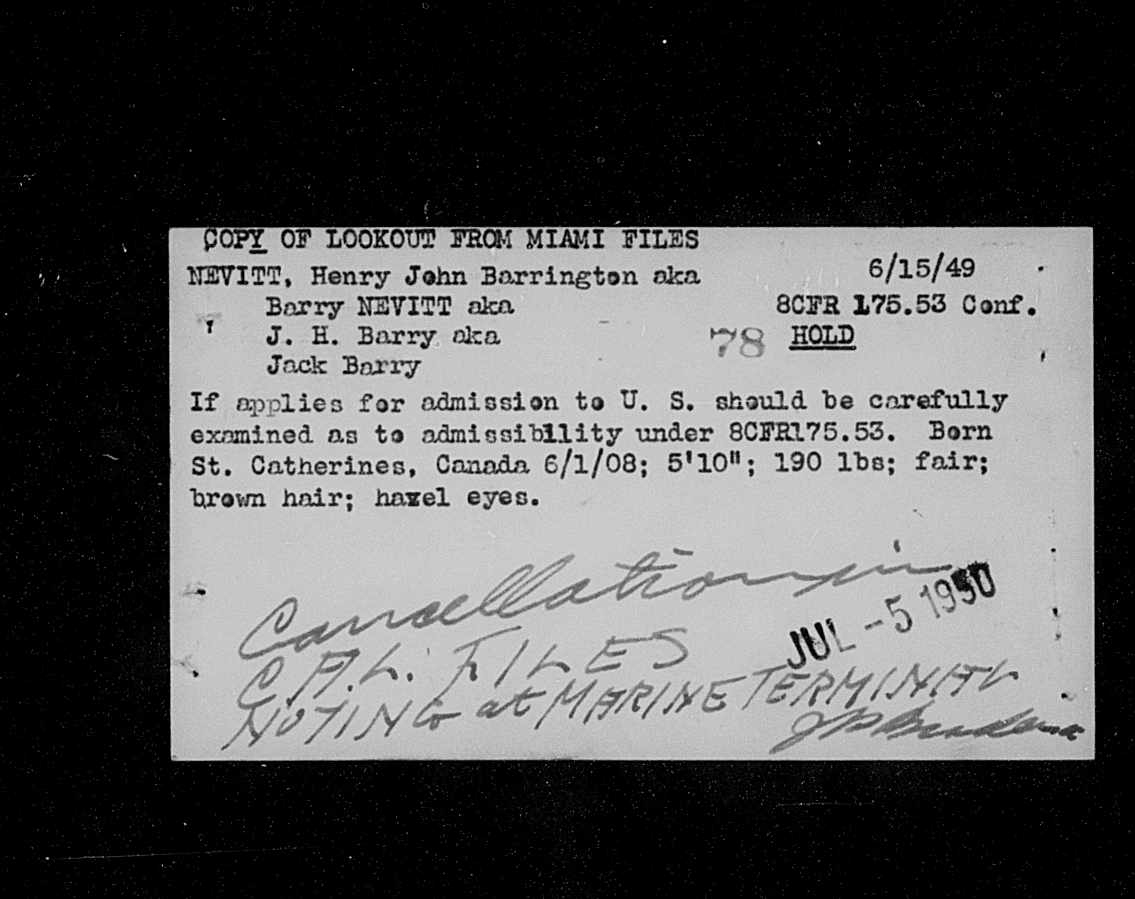 COPY OF LOOKOUT FROM MIAMI FILES
NEVITT, Henry John Barrington aka 6/15/49
Barry NEVITT aka 8CFR 175.53 Conf.
J. H. Barry aka 78 HOLD
Jack Barry
If applies for admission to U. S. should be carefully
examined as to admissibllity under 8CFR175.53. Born
St. Catherines, Canada 6/1/08; 5'10"; 190 lbs; fair;
brown hair; hazel eyes.
Cancellation in
JUL -5 1950
C.A.L. FILES
NOTING at MARINE TERMINAL